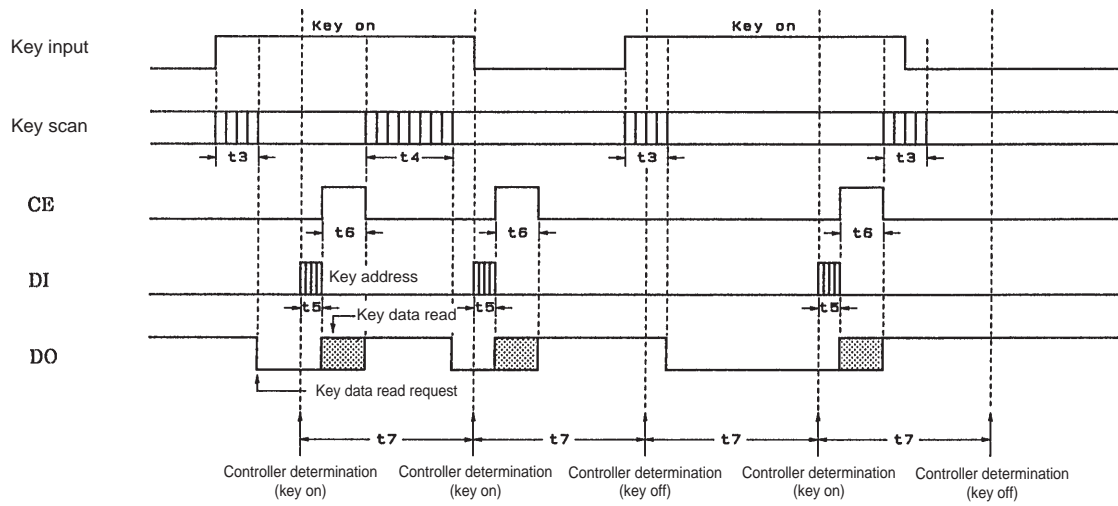 Key on
Key on
Key input
Key scan
t3
t4
t3
t3
CE
t6
t6
t6
DI
Key address
t5
t5
t5
Key data read
DO
Key data read request
t7
t7
t7
t7
Controller determination
(key on)
Controller determination
(key on)
Controller determination
(key off)
Controller determination
(key on)
Controller determination
(key off)